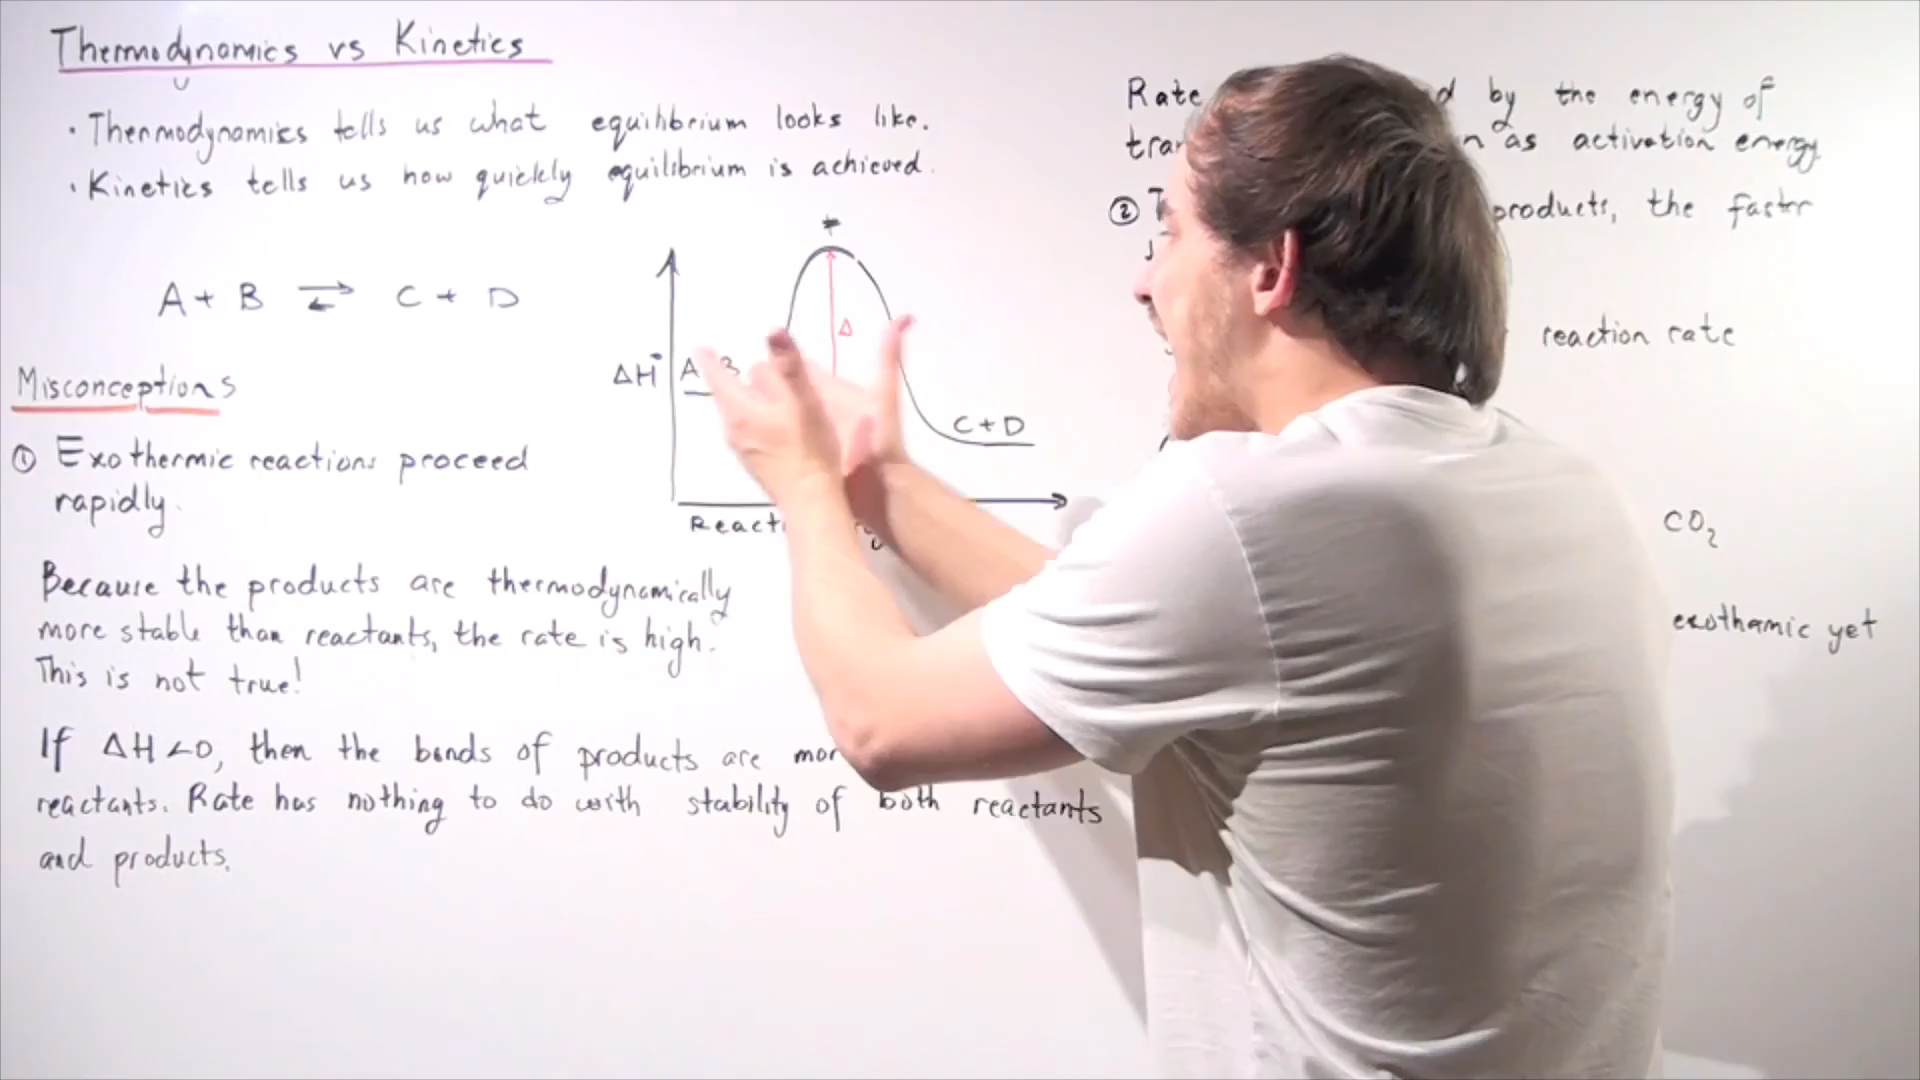 Thermodynamics vs Kinetics
• Thermodynamics tells us what equilibrium looks like.
• Kinetics tells us how quickly equilibrium is achieved.
A + B ⇌ C + D
Misconceptions
① Exothermic reactions proceed
rapidly.
Because the products are thermodynamically
more stable than reactants, the rate is high.
This is not true!
If ΔH<0, then the bonds of products are
reactants. Rate has nothing to do with stability of both reactants
and products.
‡
Δ
ΔH°
A B
C + D
Rate by the energy of
as activation energy
② products, the faster
reaction rate
CO₂
exothermic yet